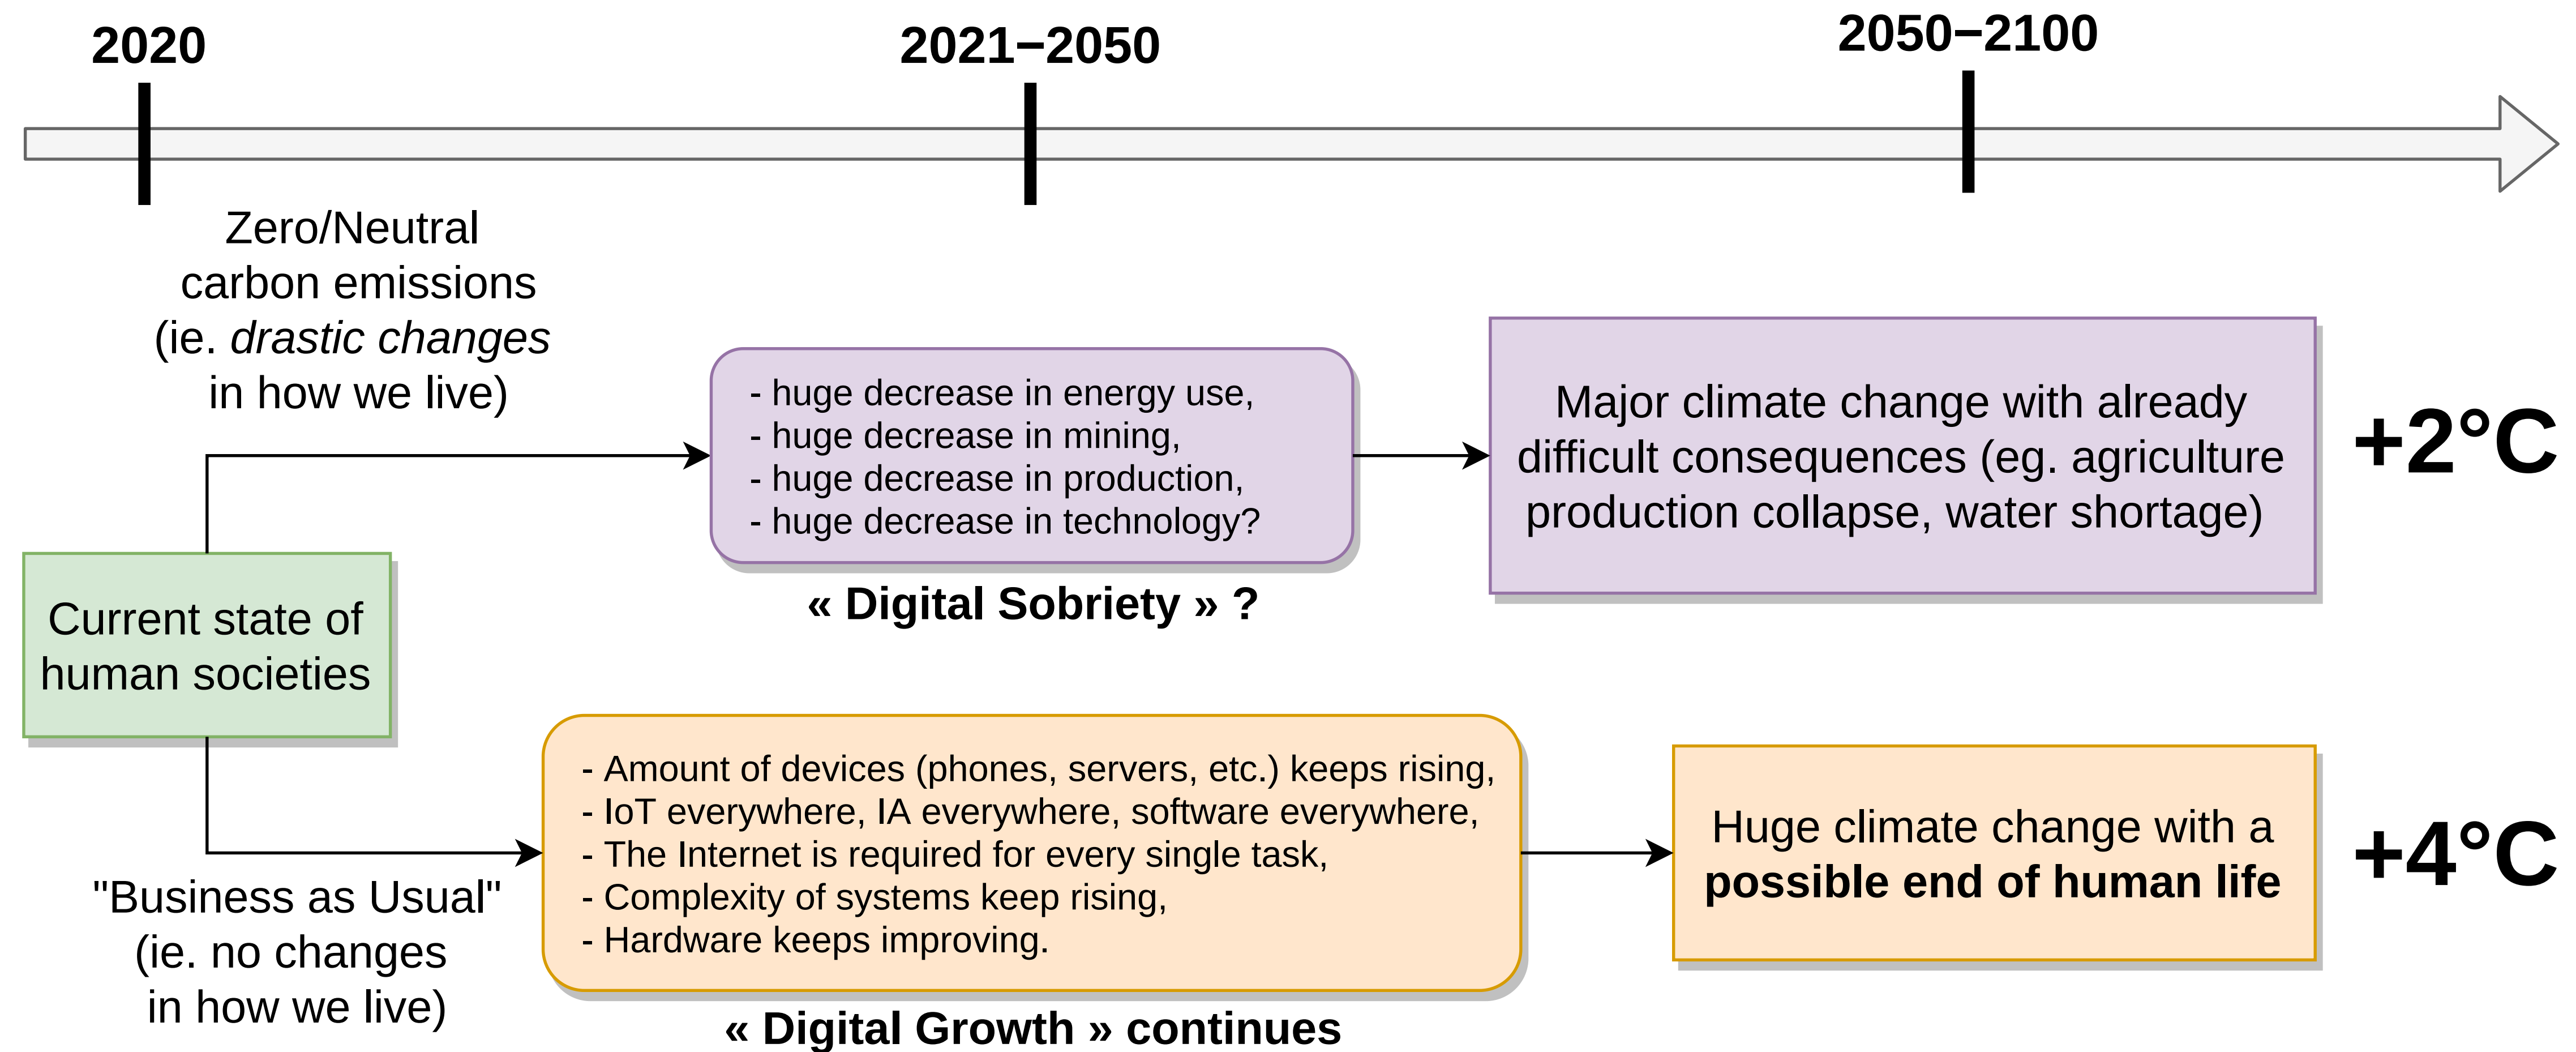 2020
2021–2050
2050–2100
Zero/Neutral
carbon emissions
(ie. drastic changes
in how we live)
- huge decrease in energy use,
- huge decrease in mining,
- huge decrease in production,
- huge decrease in technology?
« Digital Sobriety » ?
Major climate change with already
difficult consequences (eg. agriculture
production collapse, water shortage)
+2°C
Current state of
human societies
"Business as Usual"
(ie. no changes
in how we live)
- Amount of devices (phones, servers, etc.) keeps rising,
- IoT everywhere, IA everywhere, software everywhere,
- The Internet is required for every single task,
- Complexity of systems keep rising,
- Hardware keeps improving.
« Digital Growth » continues
Huge climate change with a
possible end of human life
+4°C